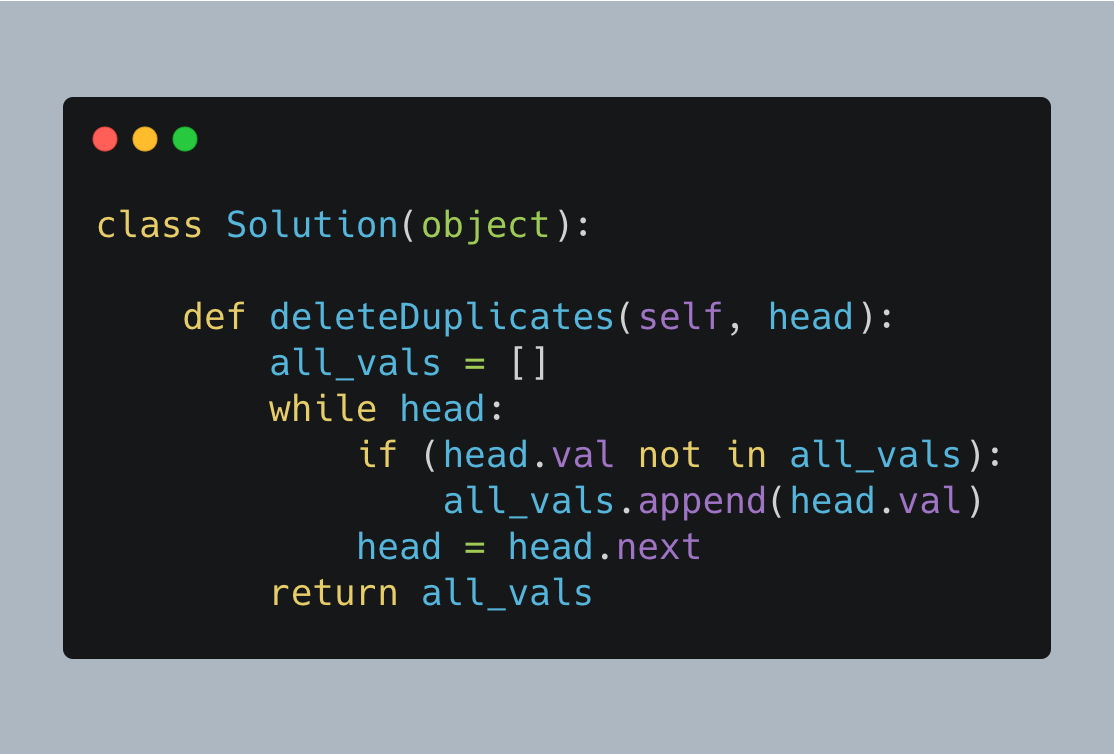 class Solution(object):

    def deleteDuplicates(self, head):
        all_vals = []
        while head:
            if (head.val not in all_vals):
                all_vals.append(head.val)
            head = head.next
        return all_vals